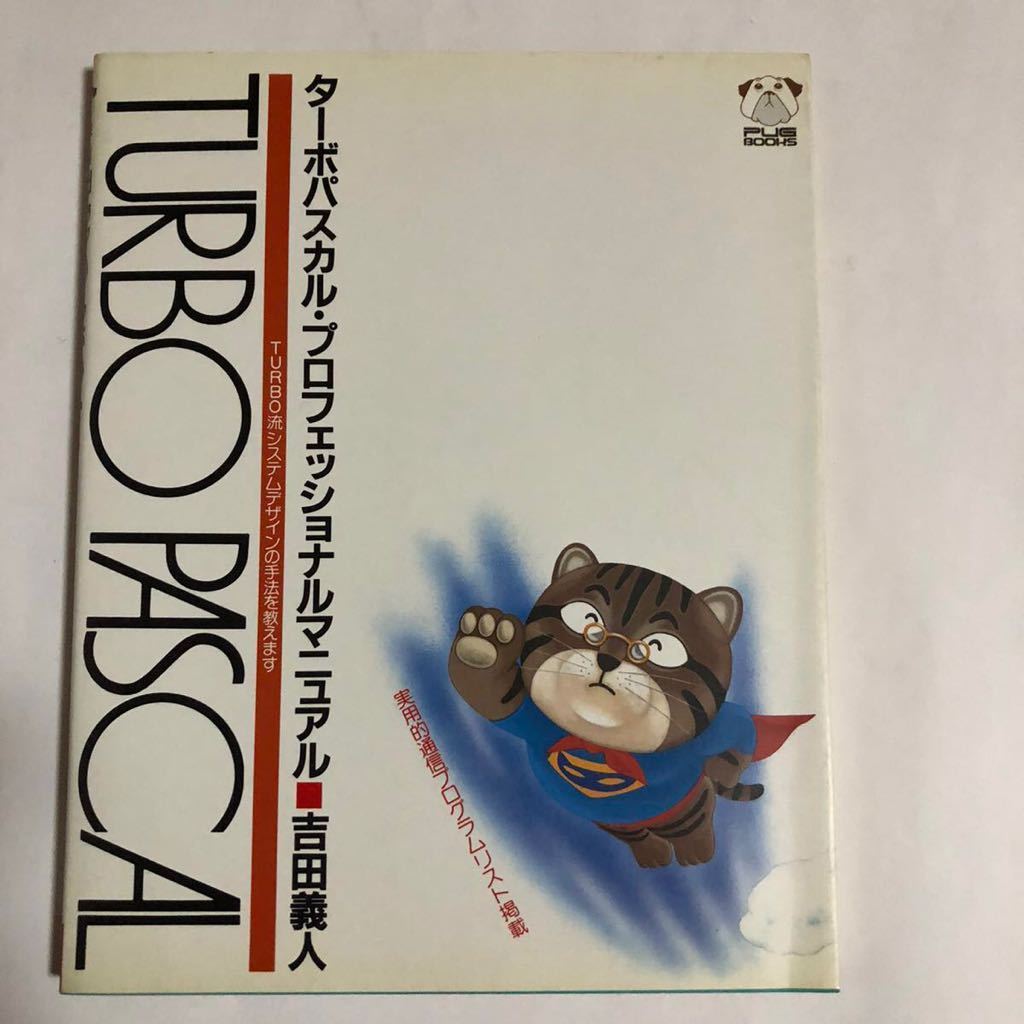 TURBO PASCAL
TURBO流システムデザインの手法を教えます
ターボパスカル・プロフェッショナルマニュアル■吉田義人
実用的通信プログラムリスト掲載
PUG
BOOKS